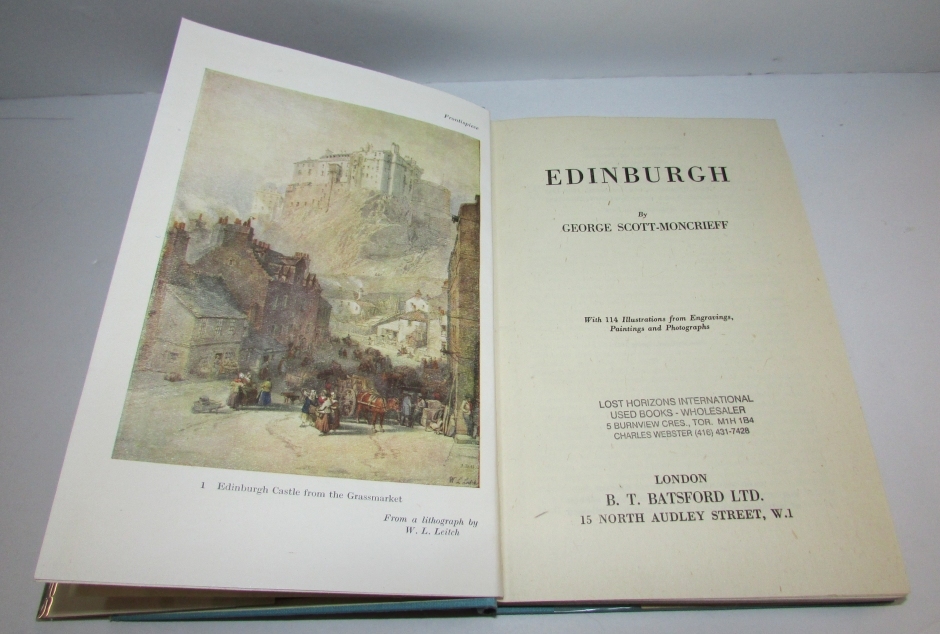 Frontispiece
W. L. Leitch
1 Edinburgh Castle from the Grassmarket
From a lithograph by
W. L. Leitch
EDINBURGH
By
GEORGE SCOTT-MONCRIEFF
With 114 Illustrations from Engravings,
Paintings and Photographs
LOST HORIZONS INTERNATIONAL
USED BOOKS - WHOLESALER
5 BURNVIEW CRES., TOR. M1H 1B4
CHARLES WEBSTER (416) 431-7428
LONDON
B. T. BATSFORD LTD.
15 NORTH AUDLEY STREET, W.1